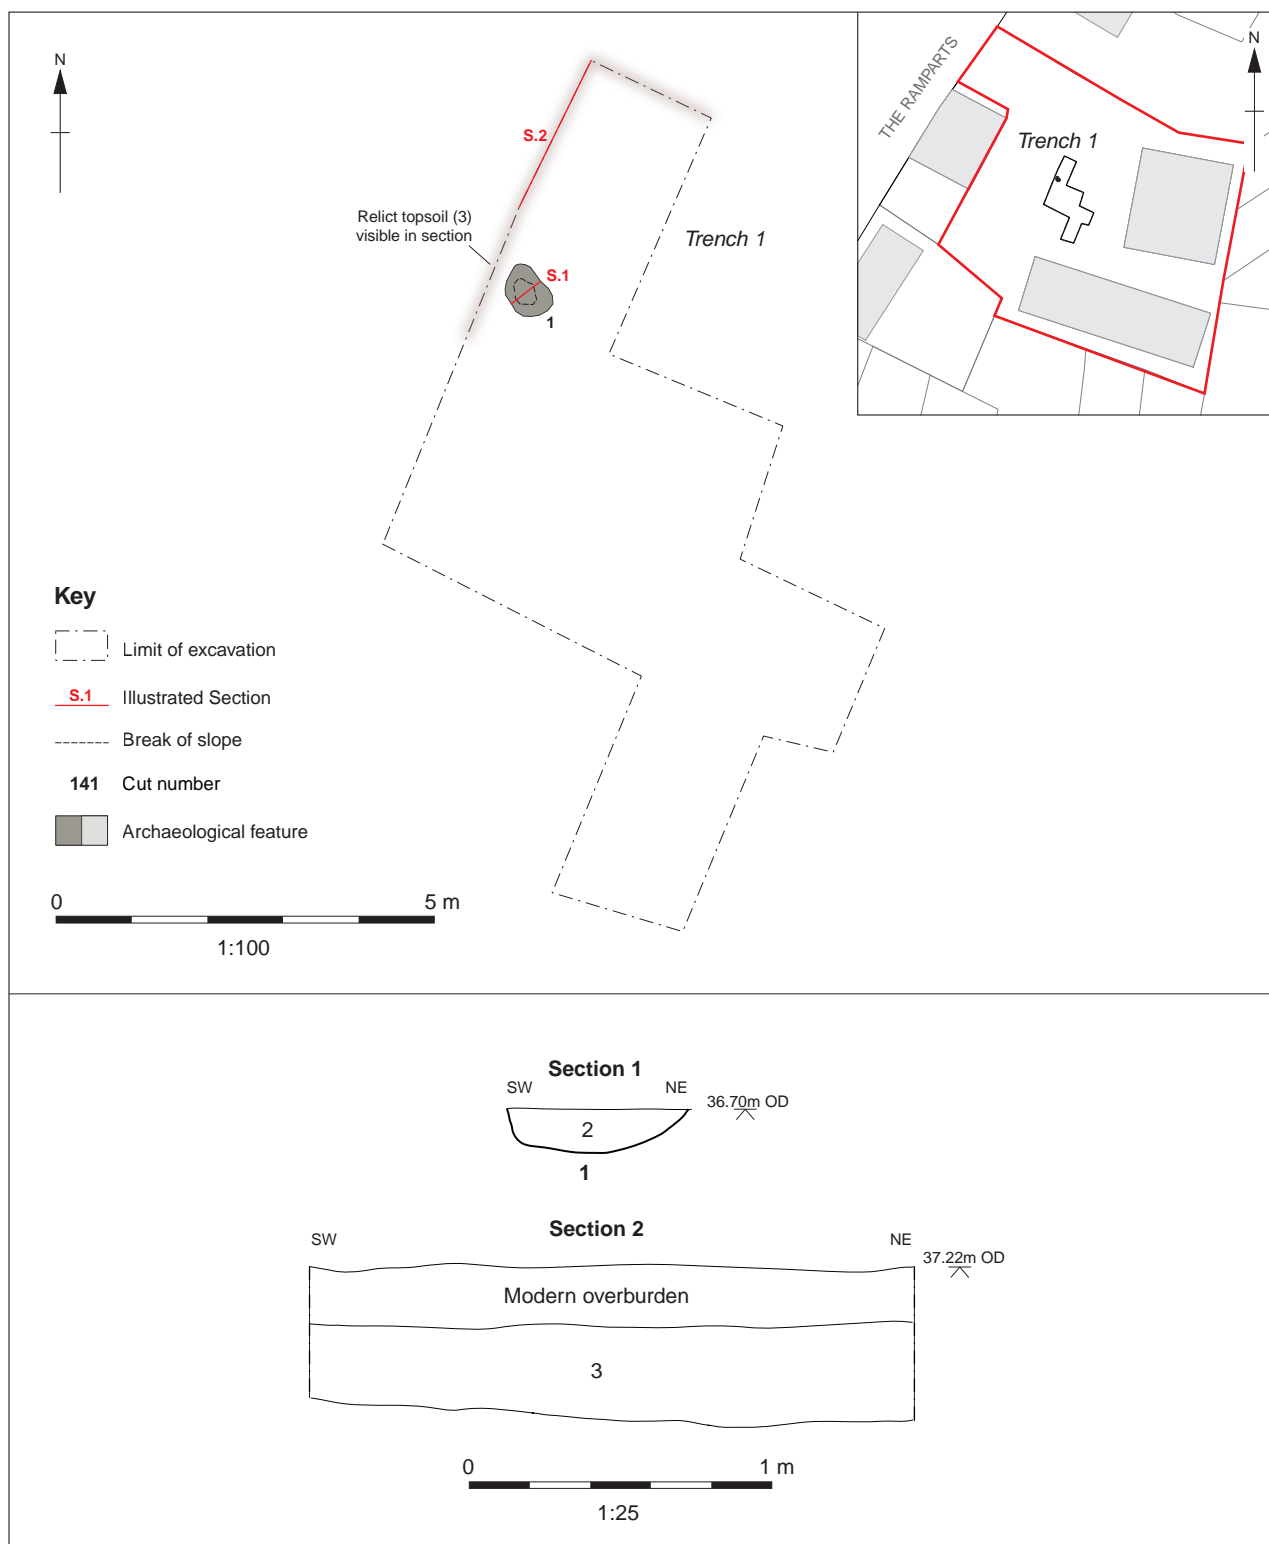 N
S.2
Relict topsoil (3)
visible in section
Trench 1
S.1
1
THE RAMPARTS
Trench 1
N
Key
Limit of excavation
S.1 Illustrated Section
Break of slope
141 Cut number
Archaeological feature
0 5 m
1:100
Section 1
SW NE
36.70m OD
2
1
Section 2
SW NE
37.22m OD
Modern overburden
3
0 1 m
1:25